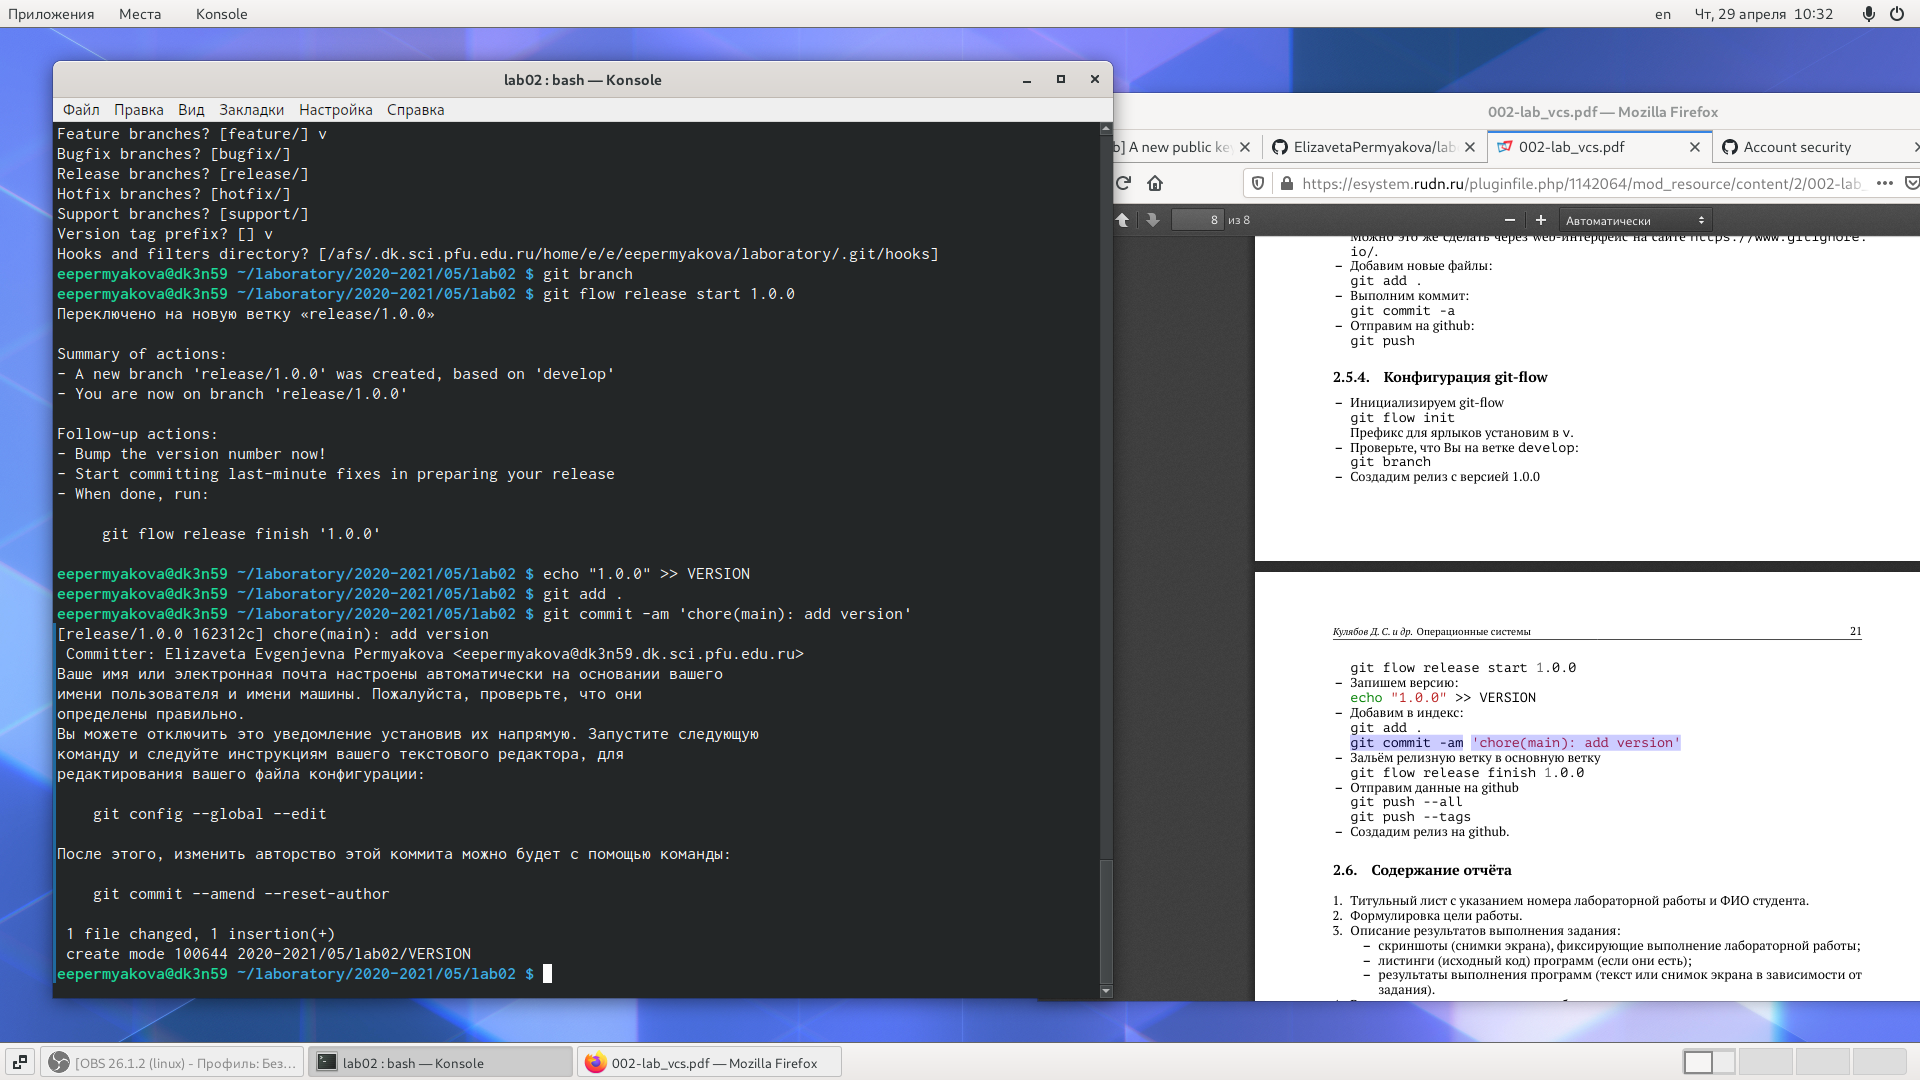 Приложения Места Konsole en Чт, 29 апреля 10:32
lab02 : bash — Konsole
Файл Правка Вид Закладки Настройка Справка
Feature branches? [feature/] v
Bugfix branches? [bugfix/]
Release branches? [release/]
Hotfix branches? [hotfix/]
Support branches? [support/]
Version tag prefix? [] v
Hooks and filters directory? [/afs/.dk.sci.pfu.edu.ru/home/e/e/eepermyakova/laboratory/.git/hooks]
eepermyakova@dk3n59 ~/laboratory/2020-2021/05/lab02 $ git branch
eepermyakova@dk3n59 ~/laboratory/2020-2021/05/lab02 $ git flow release start 1.0.0
Переключено на новую ветку «release/1.0.0»
Summary of actions:
- A new branch 'release/1.0.0' was created, based on 'develop'
- You are now on branch 'release/1.0.0'
Follow-up actions:
- Bump the version number now!
- Start committing last-minute fixes in preparing your release
- When done, run:
git flow release finish '1.0.0'
eepermyakova@dk3n59 ~/laboratory/2020-2021/05/lab02 $ echo "1.0.0" >> VERSION
eepermyakova@dk3n59 ~/laboratory/2020-2021/05/lab02 $ git add .
eepermyakova@dk3n59 ~/laboratory/2020-2021/05/lab02 $ git commit -am 'chore(main): add version'
[release/1.0.0 162312c] chore(main): add version
Committer: Elizaveta Evgenjevna Permyakova <eepermyakova@dk3n59.dk.sci.pfu.edu.ru>
Ваше имя или электронная почта настроены автоматически на основании вашего
имени пользователя и имени машины. Пожалуйста, проверьте, что они
определены правильно.
Вы можете отключить это уведомление установив их напрямую. Запустите следующую
команду и следуйте инструкциям вашего текстового редактора, для
редактирования вашего файла конфигурации:
git config --global --edit
После этого, изменить авторство этой коммита можно будет с помощью команды:
git commit --amend --reset-author
1 file changed, 1 insertion(+)
create mode 100644 2020-2021/05/lab02/VERSION
eepermyakova@dk3n59 ~/laboratory/2020-2021/05/lab02 $
002-lab_vcs.pdf — Mozilla Firefox
b] A new public ke ElizavetaPermyakova/lab 002-lab_vcs.pdf Account security
https://esystem.rudn.ru/pluginfile.php/1142064/mod_resource/content/2/002-lab_
8 из 8 Автоматически
Можно это же сделать через web-интерфейс на сайте https://www.gitignore.
io/.
– Добавим новые файлы:
git add .
– Выполним коммит:
git commit -a
– Отправим на github:
git push
2.5.4. Конфигурация git-flow
– Инициализируем git-flow
git flow init
Префикс для ярлыков установим в v.
– Проверьте, что Вы на ветке develop:
git branch
– Создадим релиз с версией 1.0.0
Кулябов Д. С. и др. Операционные системы 21
git flow release start 1.0.0
– Запишем версию:
echo "1.0.0" >> VERSION
– Добавим в индекс:
git add .
git commit -am 'chore(main): add version'
– Зальём релизную ветку в основную ветку
git flow release finish 1.0.0
– Отправим данные на github
git push --all
git push --tags
– Создадим релиз на github.
2.6. Содержание отчёта
1. Титульный лист с указанием номера лабораторной работы и ФИО студента.
2. Формулировка цели работы.
3. Описание результатов выполнения задания:
– скриншоты (снимки экрана), фиксирующие выполнение лабораторной работы;
– листинги (исходный код) программ (если они есть);
– результаты выполнения программ (текст или снимок экрана в зависимости от
задания).
[OBS 26.1.2 (linux) - Профиль: Без… lab02 : bash — Konsole 002-lab_vcs.pdf — Mozilla Firefox